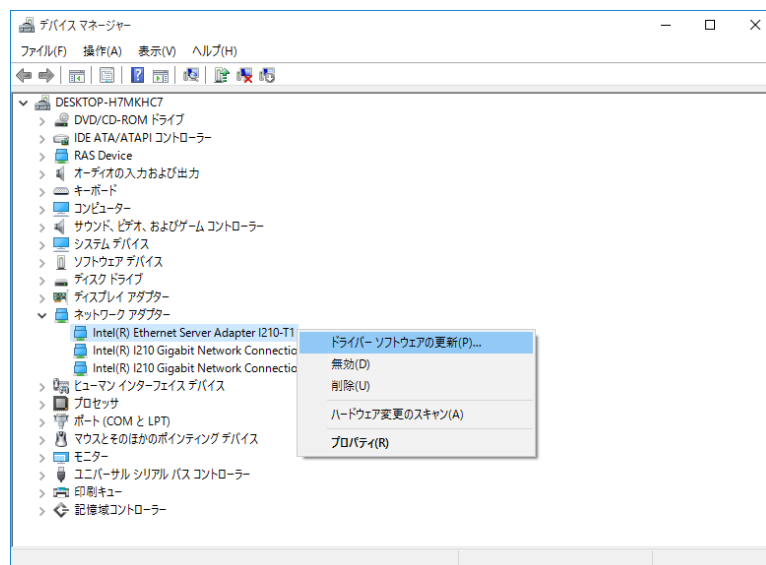 デバイス マネージャー
ファイル(F) 操作(A) 表示(V) ヘルプ(H)
DESKTOP-H7MKHC7
DVD/CD-ROM ドライブ
IDE ATA/ATAPI コントローラー
RAS Device
オーディオの入力および出力
キーボード
コンピューター
サウンド、ビデオ、およびゲーム コントローラー
システム デバイス
ソフトウェア デバイス
ディスク ドライブ
ディスプレイ アダプター
ネットワーク アダプター
Intel(R) Ethernet Server Adapter I210-T1
Intel(R) I210 Gigabit Network Connectio
Intel(R) I210 Gigabit Network Connectio
ヒューマン インターフェイス デバイス
プロセッサ
ポート (COM と LPT)
マウスとそのほかのポインティング デバイス
モニター
ユニバーサル シリアル バス コントローラー
印刷キュー
記憶域コントローラー
ドライバー ソフトウェアの更新(P)...
無効(D)
削除(U)
ハードウェア変更のスキャン(A)
プロパティ(R)